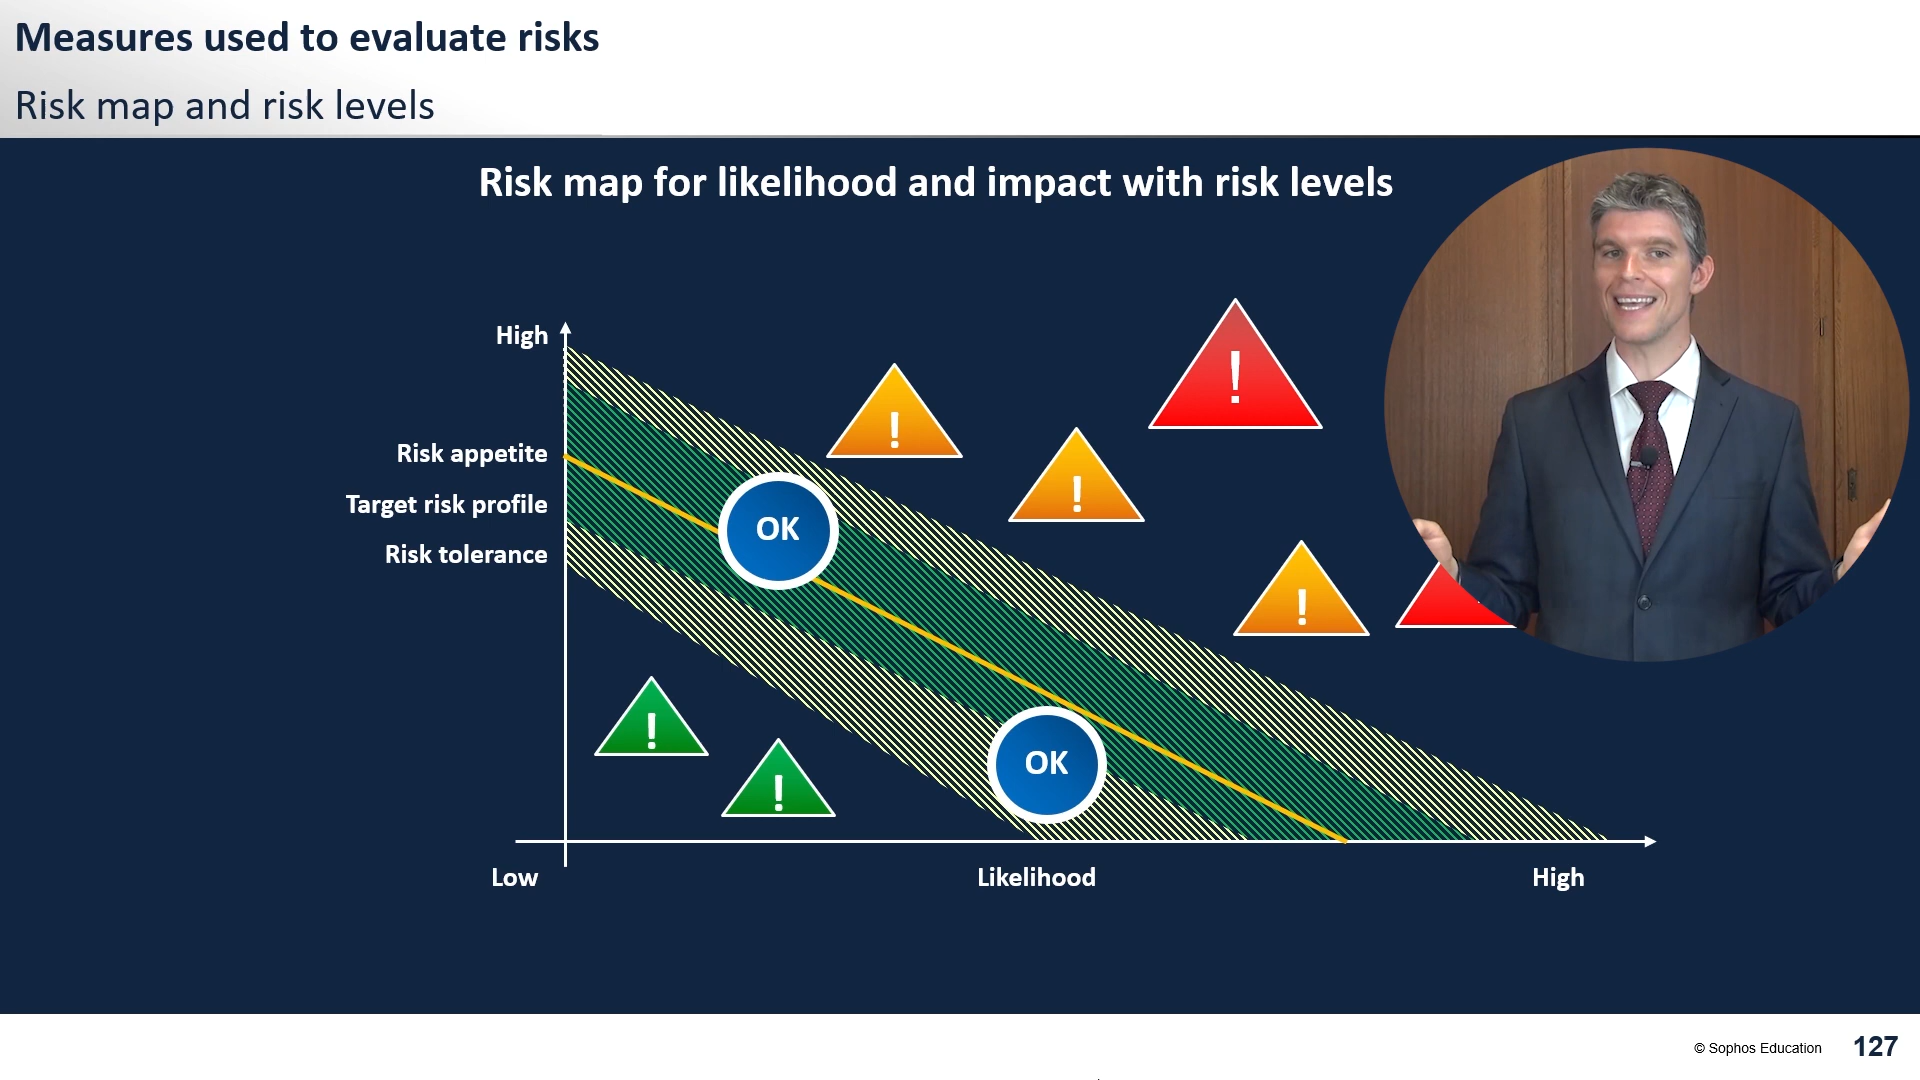 Measures used to evaluate risks
Risk map and risk levels
Risk map for likelihood and impact with risk levels
High
!
!
!
Risk appetite
Target risk profile
OK
Risk tolerance
!
!
OK
!
Low
Likelihood
High
© Sophos Education
127